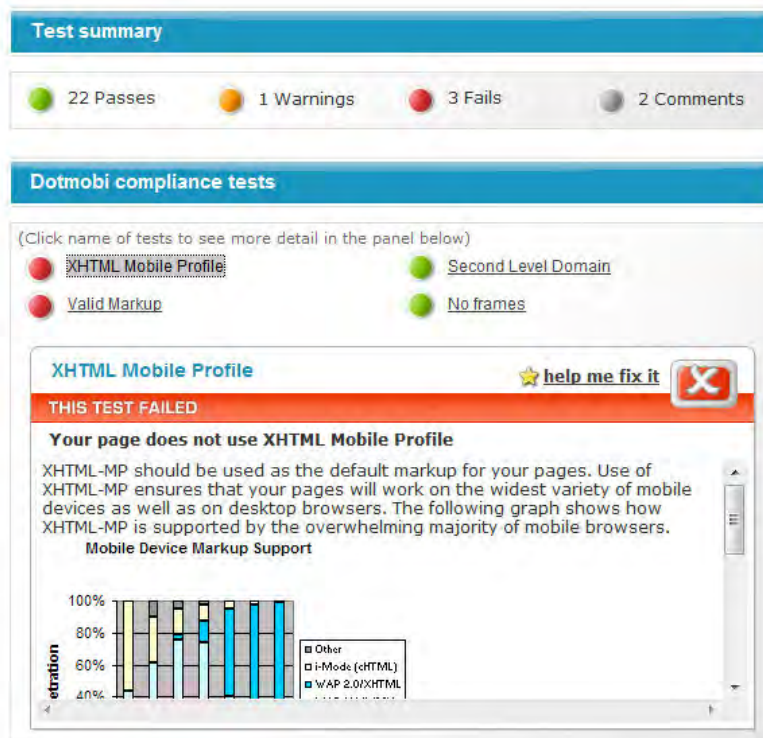 Test summary
22 Passes 1 Warnings 3 Fails 2 Comments
Dotmobi compliance tests
(Click name of tests to see more detail in the panel below)
XHTML Mobile Profile Second Level Domain
Valid Markup No frames
XHTML Mobile Profile help me fix it
THIS TEST FAILED
Your page does not use XHTML Mobile Profile
XHTML-MP should be used as the default markup for your pages. Use of
XHTML-MP ensures that your pages will work on the widest variety of mobile
devices as well as on desktop browsers. The following graph shows how
XHTML-MP is supported by the overwhelming majority of mobile browsers.
Mobile Device Markup Support
100%
80%
60%
40%
etration
Other
i-Mode (cHTML)
WAP 2.0/XHTML